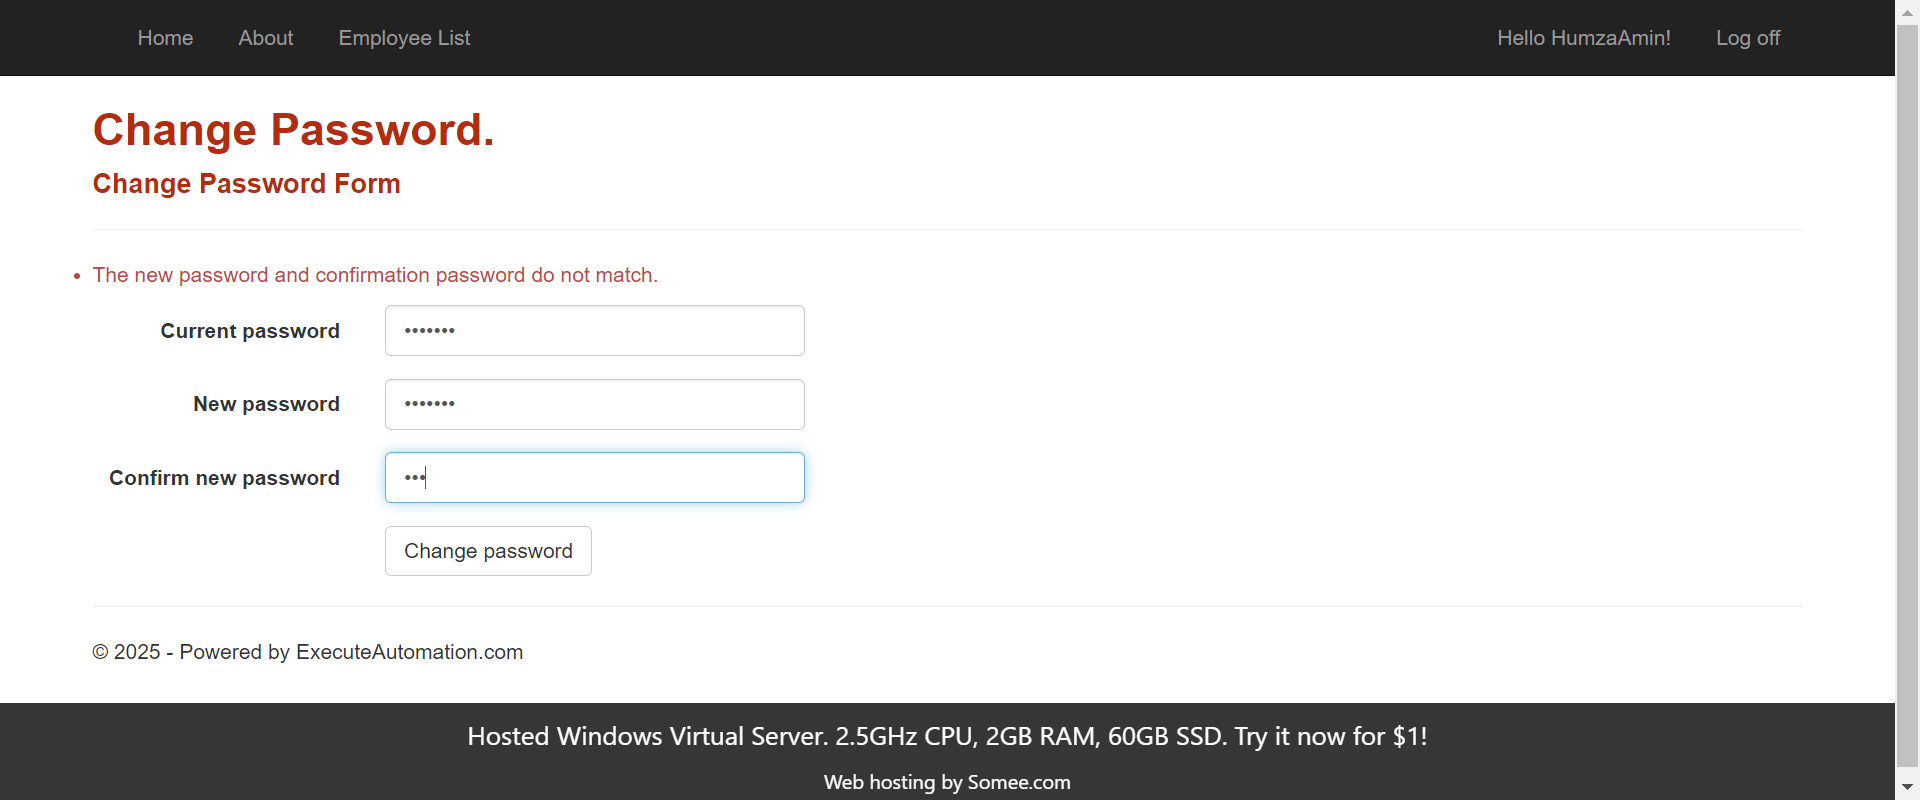 Home About Employee List Hello HumzaAmin! Log off
Change Password.
Change Password Form
• The new password and confirmation password do not match.
Current password •••••••
New password •••••••
Confirm new password •••
Change password
© 2025 - Powered by ExecuteAutomation.com
Hosted Windows Virtual Server. 2.5GHz CPU, 2GB RAM, 60GB SSD. Try it now for $1!
Web hosting by Somee.com